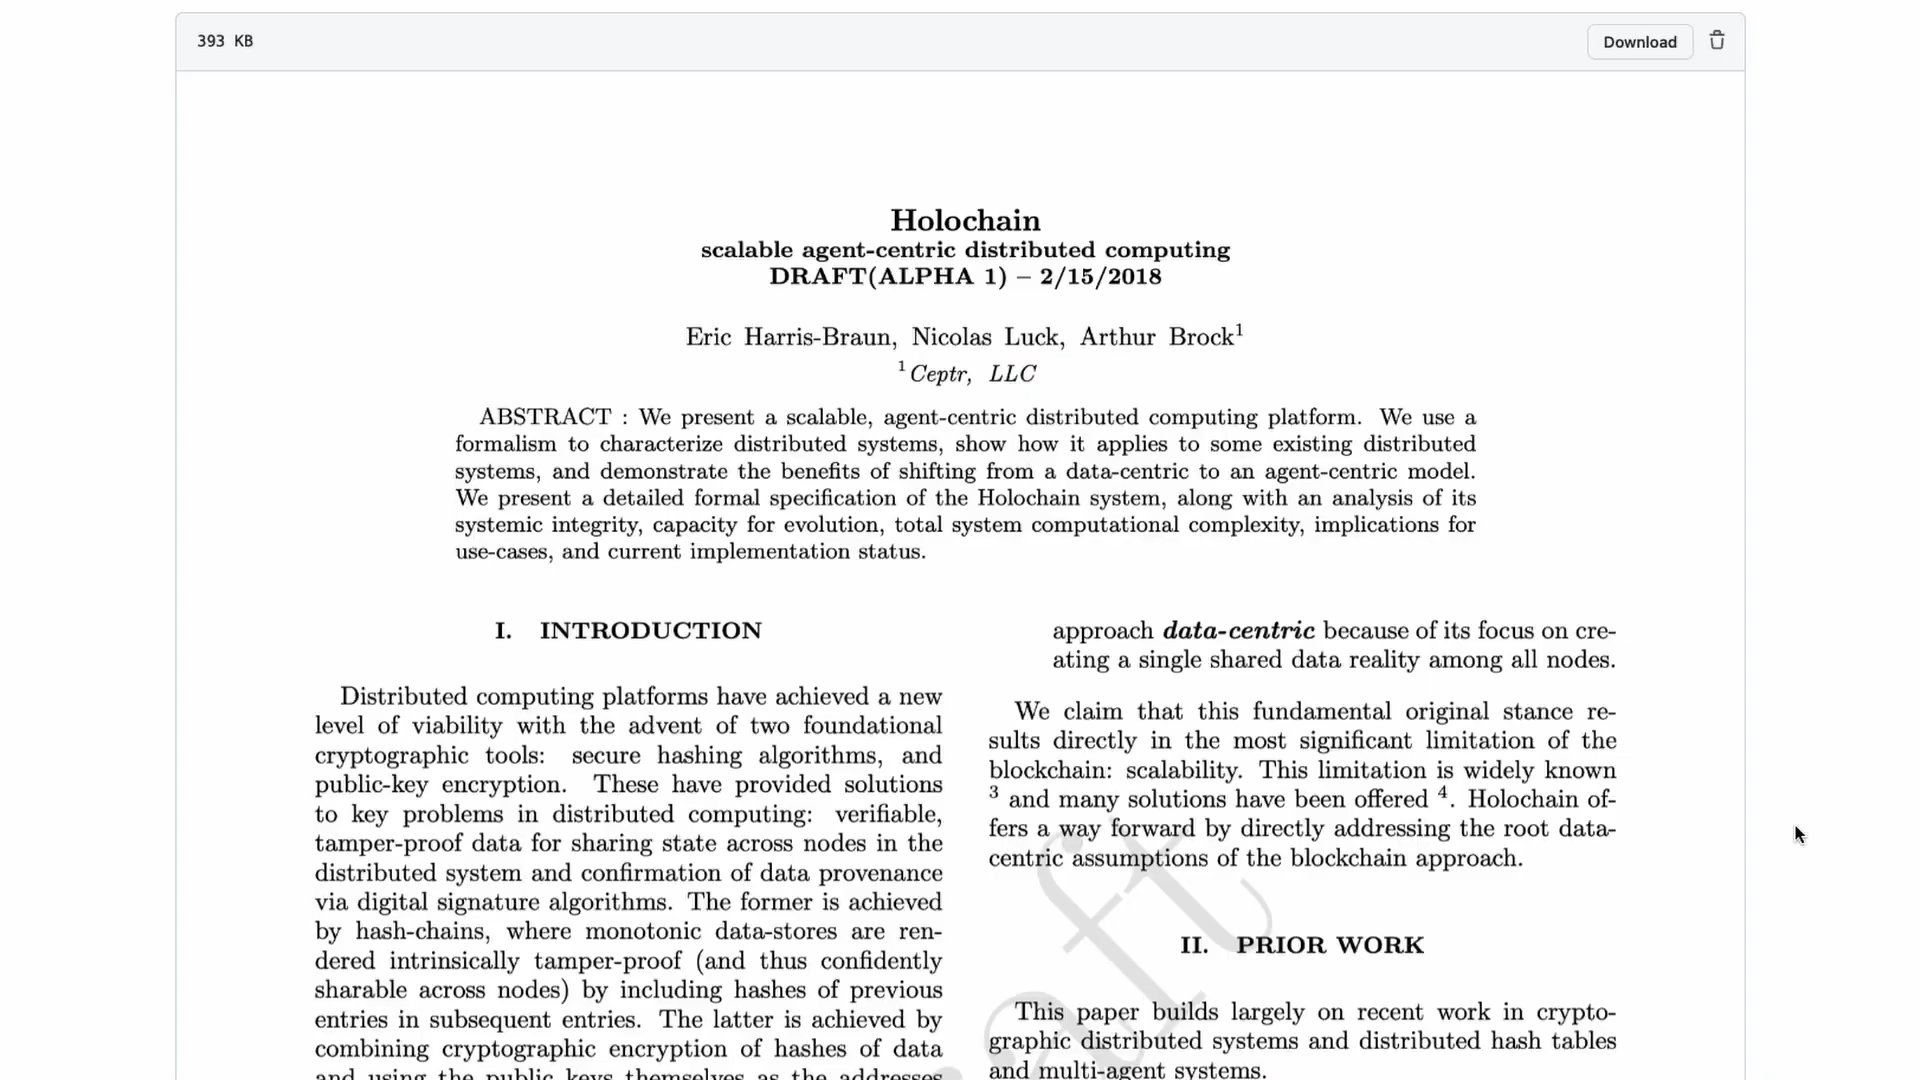 393 KB
Download
Holochain
scalable agent-centric distributed computing
DRAFT(ALPHA 1) – 2/15/2018
Eric Harris-Braun, Nicolas Luck, Arthur Brock¹
¹ Ceptr, LLC
ABSTRACT : We present a scalable, agent-centric distributed computing platform. We use a
formalism to characterize distributed systems, show how it applies to some existing distributed
systems, and demonstrate the benefits of shifting from a data-centric to an agent-centric model.
We present a detailed formal specification of the Holochain system, along with an analysis of its
systemic integrity, capacity for evolution, total system computational complexity, implications for
use-cases, and current implementation status.
I. INTRODUCTION
Distributed computing platforms have achieved a new
level of viability with the advent of two foundational
cryptographic tools: secure hashing algorithms, and
public-key encryption. These have provided solutions
to key problems in distributed computing: verifiable,
tamper-proof data for sharing state across nodes in the
distributed system and confirmation of data provenance
via digital signature algorithms. The former is achieved
by hash-chains, where monotonic data-stores are ren-
dered intrinsically tamper-proof (and thus confidently
sharable across nodes) by including hashes of previous
entries in subsequent entries. The latter is achieved by
combining cryptographic encryption of hashes of data
and using the public keys themselves as the addresses
approach data-centric because of its focus on cre-
ating a single shared data reality among all nodes.
We claim that this fundamental original stance re-
sults directly in the most significant limitation of the
blockchain: scalability. This limitation is widely known
³ and many solutions have been offered ⁴. Holochain of-
fers a way forward by directly addressing the root data-
centric assumptions of the blockchain approach.
II. PRIOR WORK
This paper builds largely on recent work in crypto-
graphic distributed systems and distributed hash tables
and multi-agent systems.